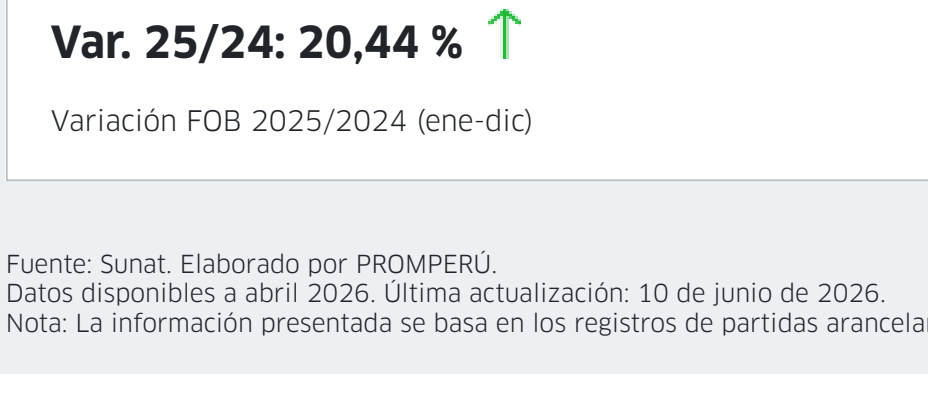 Var. 25/24: 20,44 %
Variación FOB 2025/2024 (ene-dic)
Fuente: Sunat. Elaborado por PROMPERÚ.
Datos disponibles a abril 2026. Última actualización: 10 de junio de 2026.
Nota: La información presentada se basa en los registros de partidas